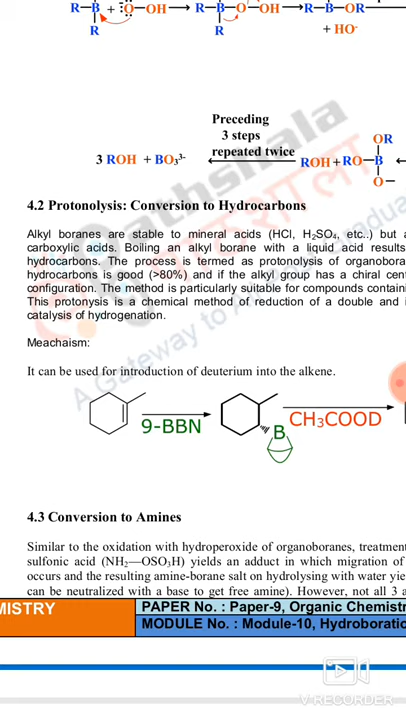 R—B + :Ö—OH → R—B—O—OH → R—B—OR
R
R
+ HO-
Preceding
3 steps
repeated twice
OR
3 ROH + BO₃³⁻
ROH + RO—B
O—
4.2 Protonolysis: Conversion to Hydrocarbons
Alkyl boranes are stable to mineral acids (HCl, H₂SO₄, etc..) but a
carboxylic acids. Boiling an alkyl borane with a liquid acid results
hydrocarbons. The process is termed as protonolysis of organobora
hydrocarbons is good (>80%) and if the alkyl group has a chiral cent
configuration. The method is particularly suitable for compounds containi
This protonysis is a chemical method of reduction of a double and
catalysis of hydrogenation.
Meachaism:
It can be used for introduction of deuterium into the alkene.
9-BBN
B
CH₃COOD
4.3 Conversion to Amines
Similar to the oxidation with hydroperoxide of organoboranes, treatment
sulfonic acid (NH₂—OSO₃H) yields an adduct in which migration of
occurs and the resulting amine-borane salt on hydrolysing with water yie
can be neutralized with a base to get free amine). However, not all 3 a
MISTRY
PAPER No. : Paper-9, Organic Chemistr
MODULE No. : Module-10, Hydroboratio
V RECORDER
pathshala
पाठशाला
A Gateway to All